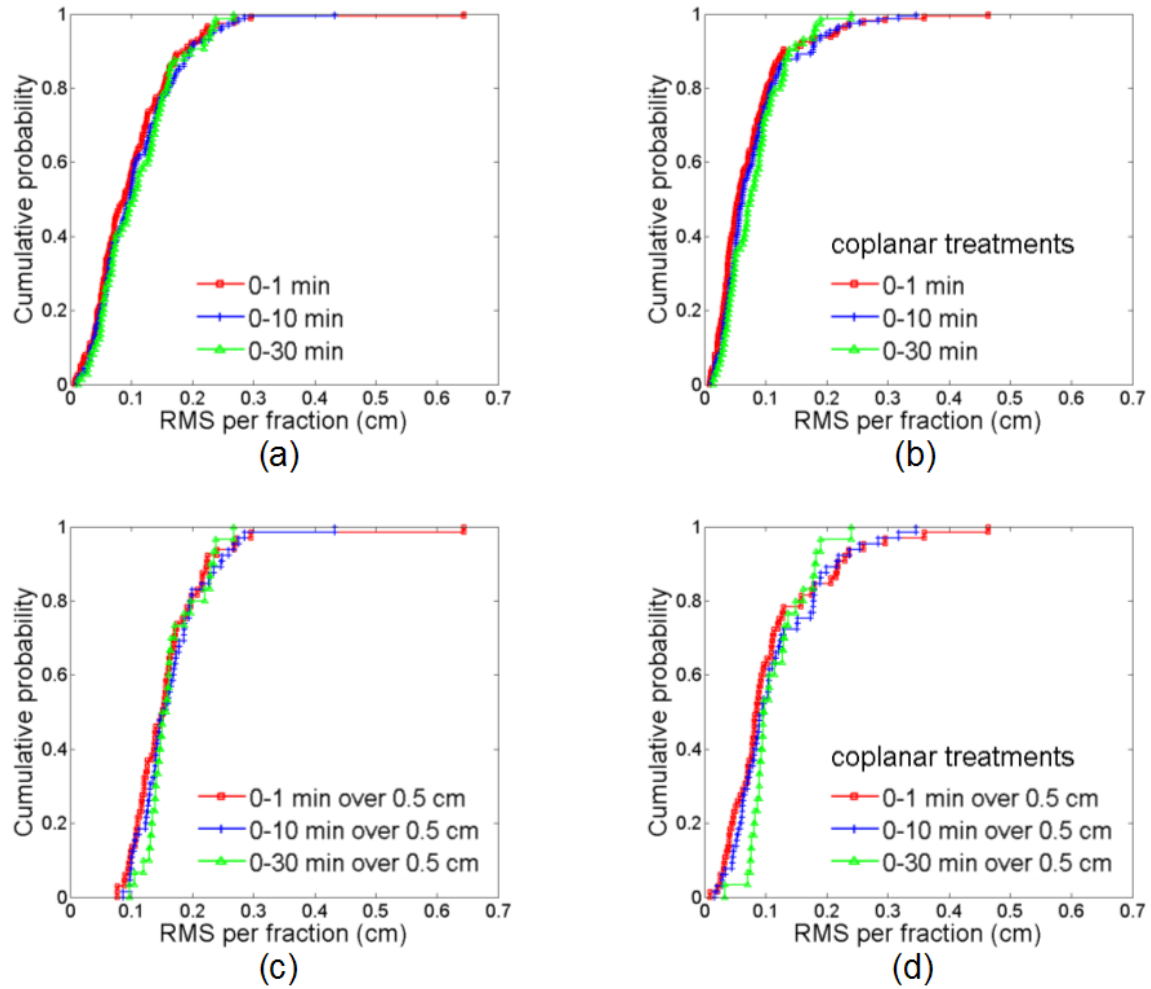 Cumulative probability
1
0.8
0.6
0.4
0.2
0
0-1 min
0-10 min
0-30 min
0 0.1 0.2 0.3 0.4 0.5 0.6 0.7
RMS per fraction (cm)
(a)
Cumulative probability
1
0.8
0.6
0.4
0.2
0
coplanar treatments
0-1 min
0-10 min
0-30 min
0 0.1 0.2 0.3 0.4 0.5 0.6 0.7
RMS per fraction (cm)
(b)
Cumulative probability
1
0.8
0.6
0.4
0.2
0
0-1 min over 0.5 cm
0-10 min over 0.5 cm
0-30 min over 0.5 cm
0 0.1 0.2 0.3 0.4 0.5 0.6 0.7
RMS per fraction (cm)
(c)
Cumulative probability
1
0.8
0.6
0.4
0.2
0
coplanar treatments
0-1 min over 0.5 cm
0-10 min over 0.5 cm
0-30 min over 0.5 cm
0 0.1 0.2 0.3 0.4 0.5 0.6 0.7
RMS per fraction (cm)
(d)